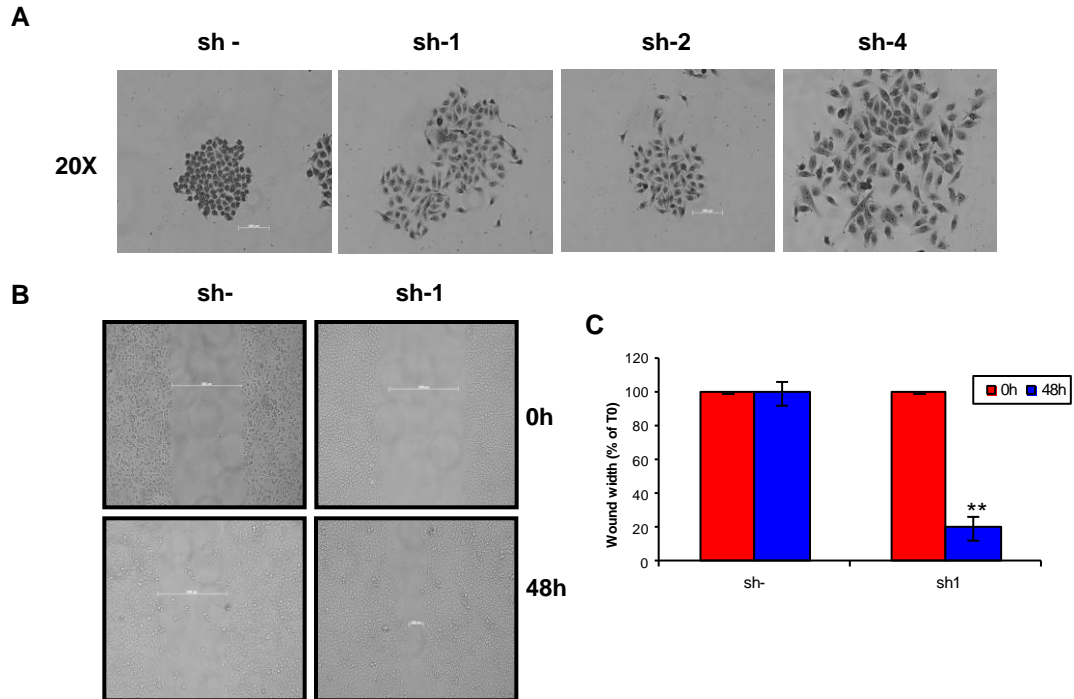 A
sh - sh-1 sh-2 sh-4
20X
B
sh- sh-1
0h
48h
C
120
100
80
60
40
20
0
Wound width (% of T0)
0h 48h
**
sh- sh1